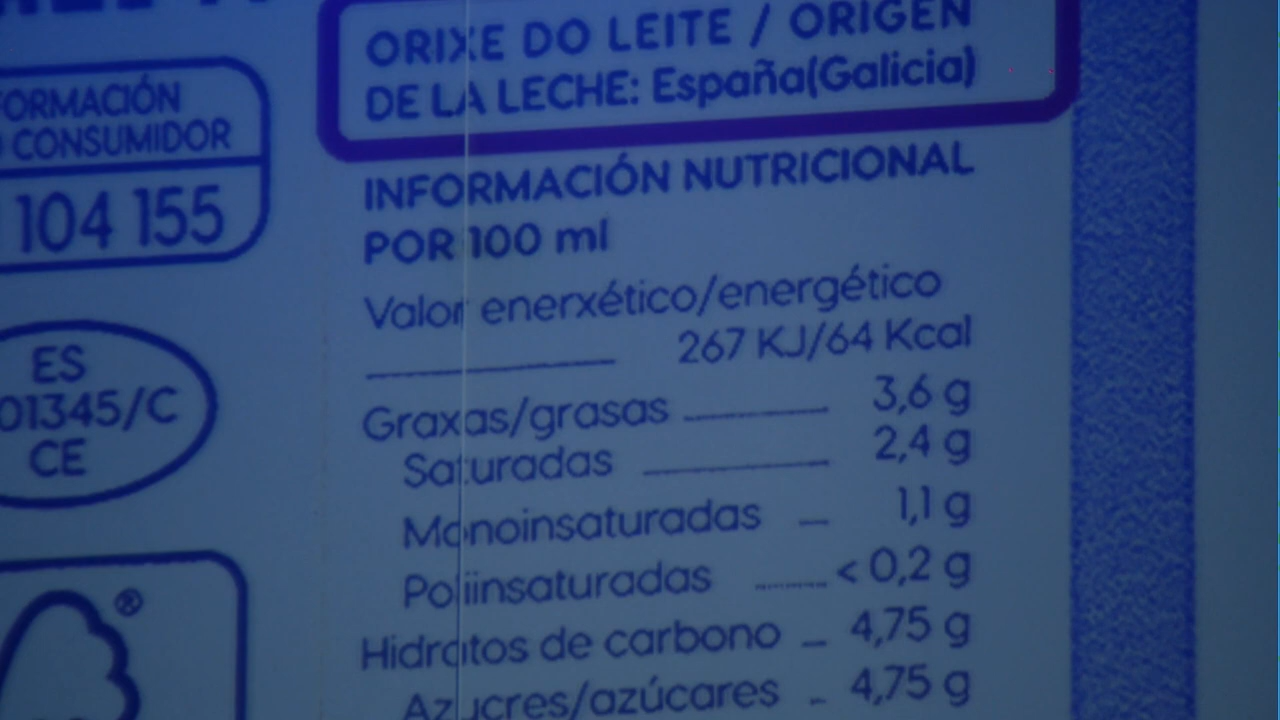 FORMACIÓN
CONSUMIDOR
104 155
ES
01345/C
CE
®
ORIXE DO LEITE / ORIGEN
DE LA LECHE: España(Galicia)
INFORMACIÓN NUTRICIONAL
POR 100 ml
Valor enerxético/energético
267 KJ/64 Kcal
Graxas/grasas 3,6 g
Saturadas 2,4 g
Monoinsaturadas 1,1 g
Poliinsaturadas < 0,2 g
Hidratos de carbono 4,75 g
Azucres/azúcares 4,75 g